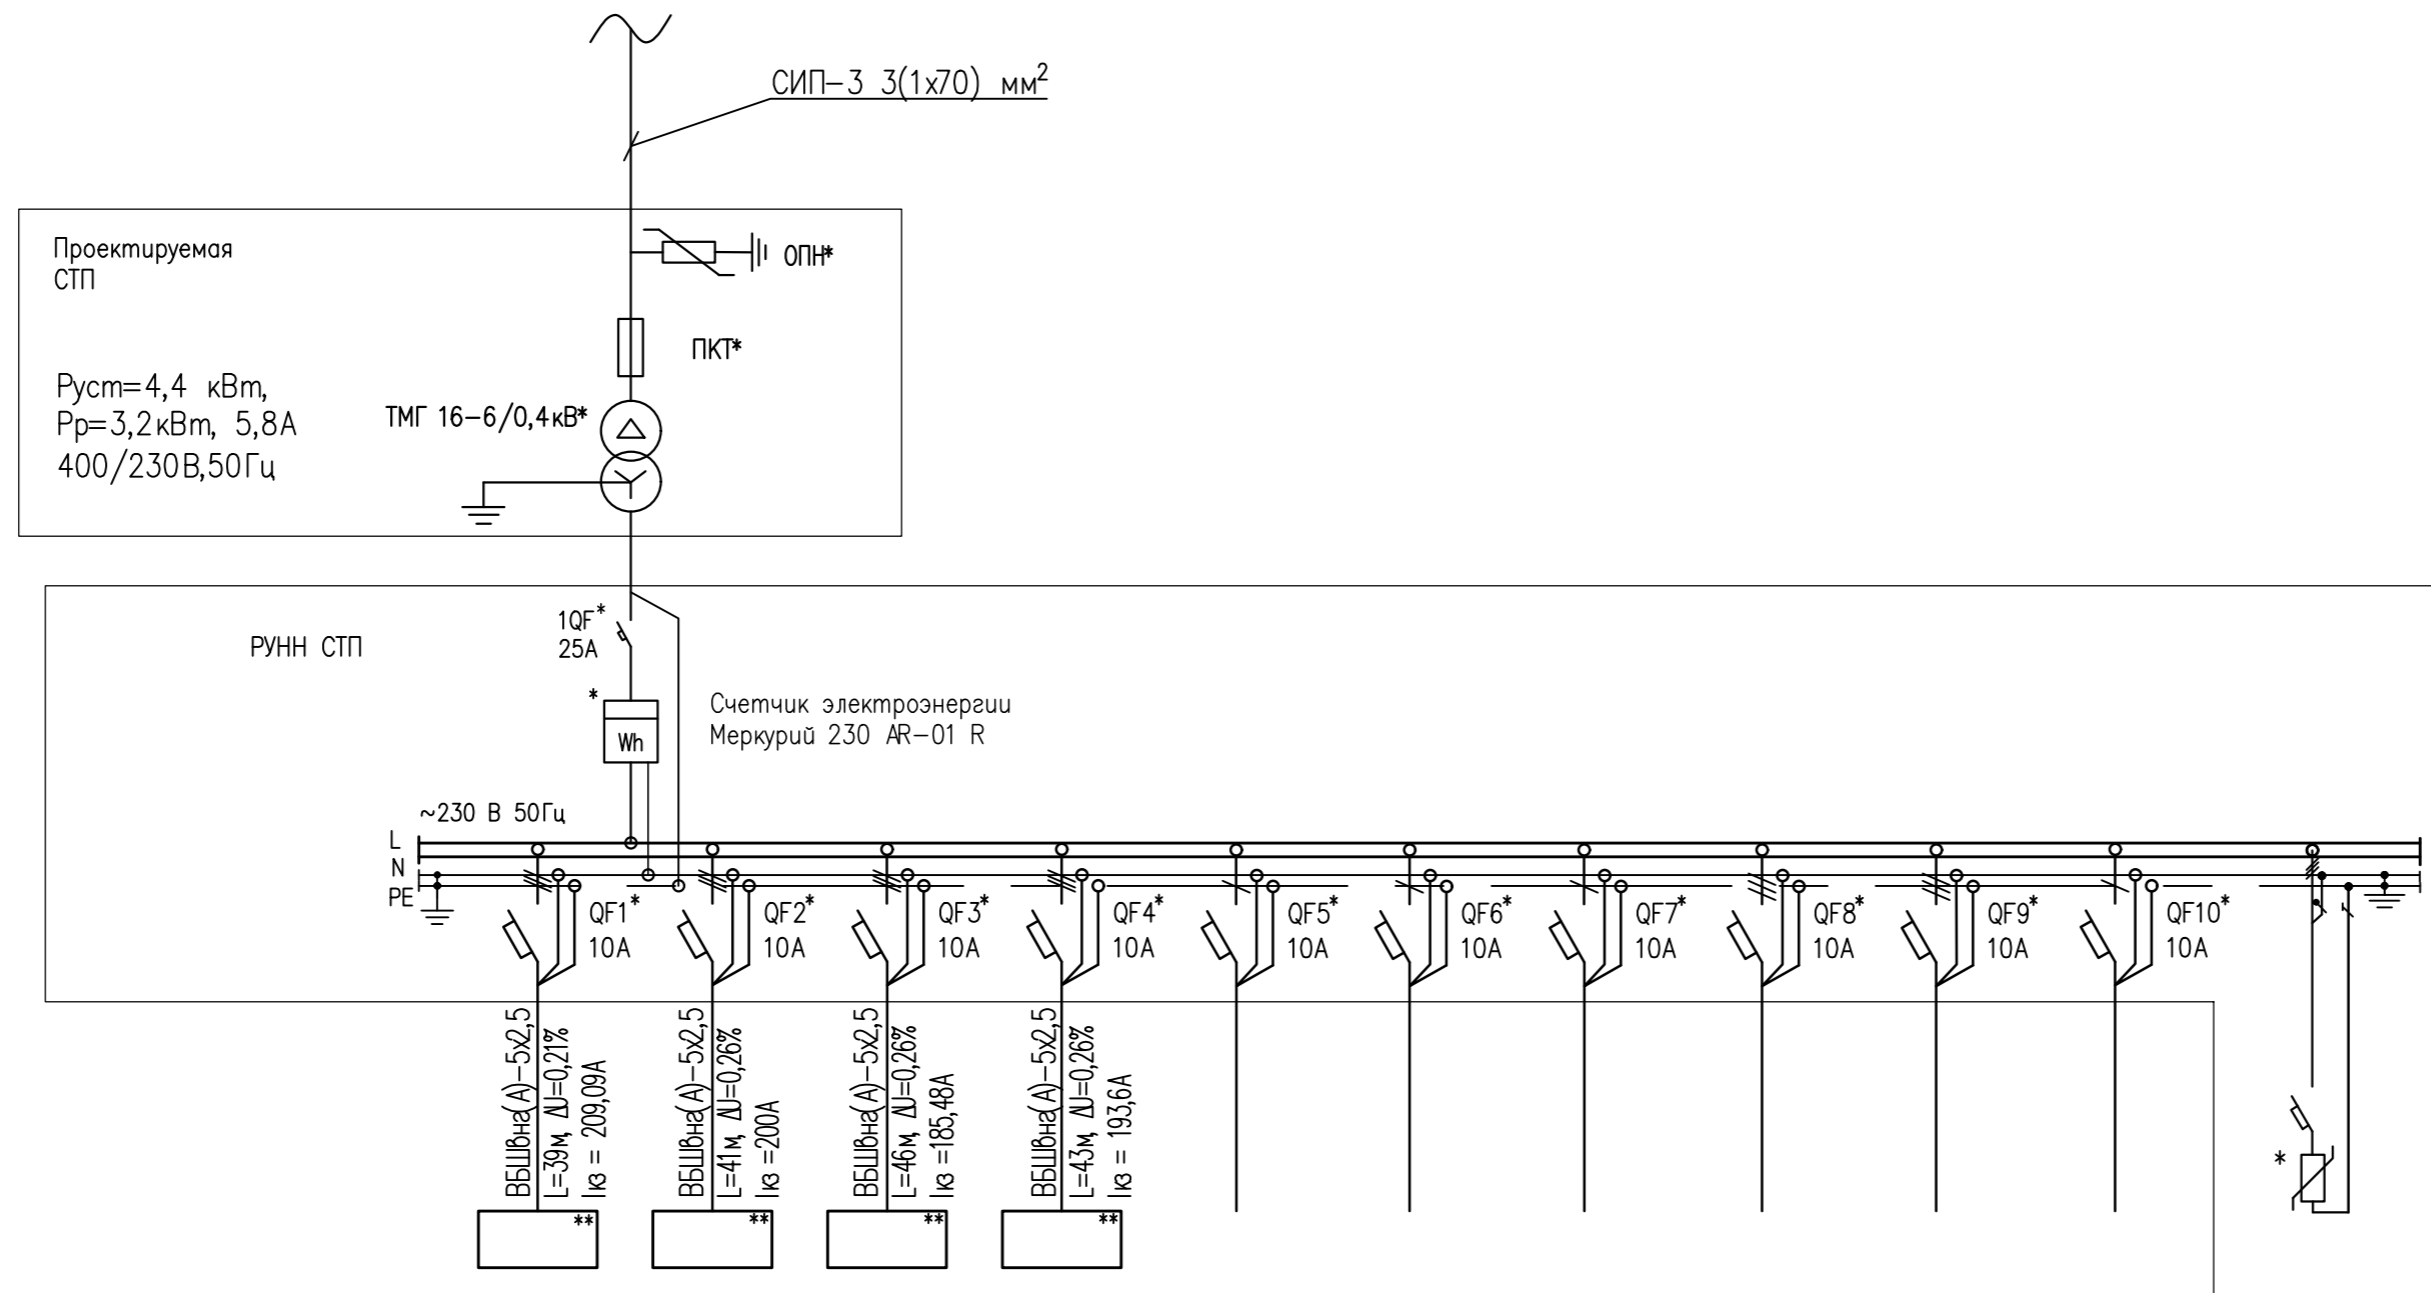 СИП-3 3(1х70) мм²
Проектируемая
СТП
ОПН*
ПКТ*
Руст=4,4 кВт,
Рр=3,2кВт, 5,8А
400/230В,50Гц
ТМГ 16-6/0,4кВ*
РУНН СТП
1QF*
25А
*
Wh
Счетчик электроэнергии
Меркурий 230 AR-01 R
~230 В 50Гц
L
N
PE
QF1*
10А
QF2*
10А
QF3*
10А
QF4*
10А
QF5*
10А
QF6*
10А
QF7*
10А
QF8*
10А
QF9*
10А
QF10*
10А
ВБШвнг(А)-5х2,5
L=39м, ΔU=0,21%
Iкз = 209,09А
ВБШвнг(А)-5х2,5
L=41м, ΔU=0,26%
Iкз =200А
ВБШвнг(А)-5х2,5
L=46м, ΔU=0,26%
Iкз =185,48А
ВБШвнг(А)-5х2,5
L=43м, ΔU=0,26%
Iкз = 193,6А
*
**
**
**
**